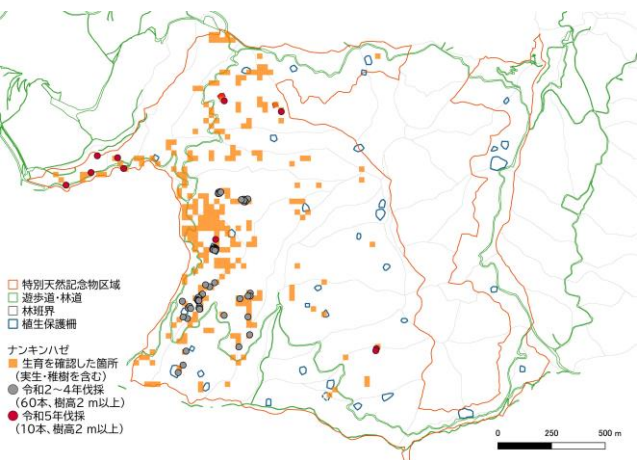 特別天然記念物区域
遊歩道・林道
林班界
植生保護柵
ナンキンハゼ
生育を確認した箇所
(実生・稚樹を含む)
令和2~4年伐採
(60本、樹高2 m以上)
令和5年伐採
(10本、樹高2 m以上)
0 250 500 m